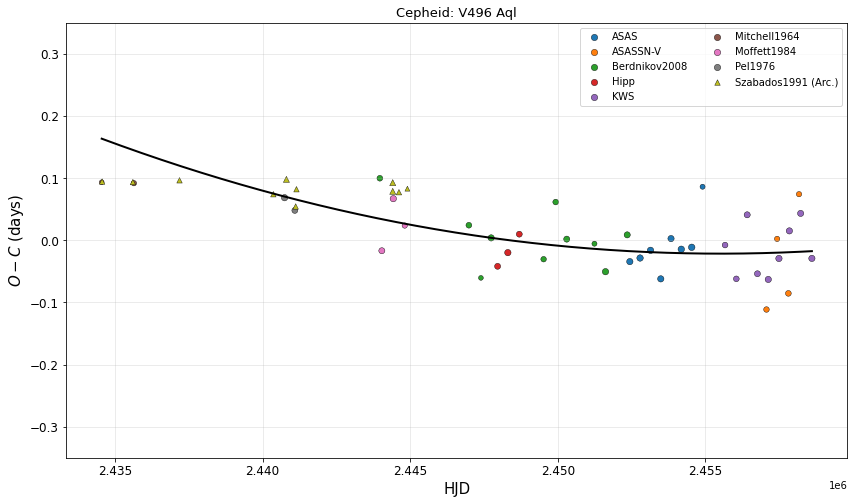 Cepheid: V496 Aql
ASAS
ASASSN-V
Berdnikov2008
Hipp
KWS
Mitchell1964
Moffett1984
Pel1976
Szabados1991 (Arc.)
O − C (days)
0.3
0.2
0.1
0.0
−0.1
−0.2
−0.3
2.435 2.440 2.445 2.450 2.455
1e6
HJD